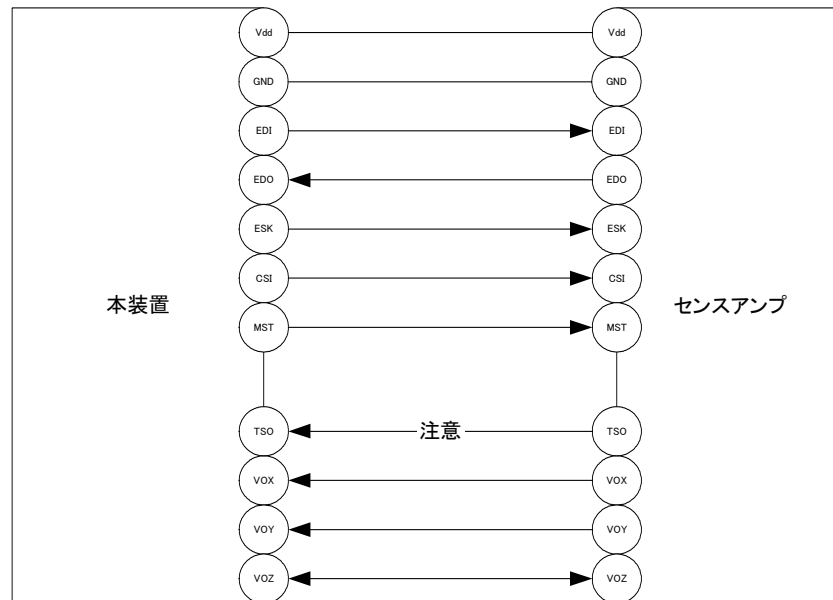 Vdd Vdd
GND GND
EDI EDI
EDO EDO
ESK ESK
CSI CSI
本装置 センスアンプ
MST MST
TSO 注意 TSO
VOX VOX
VOY VOY
VOZ VOZ